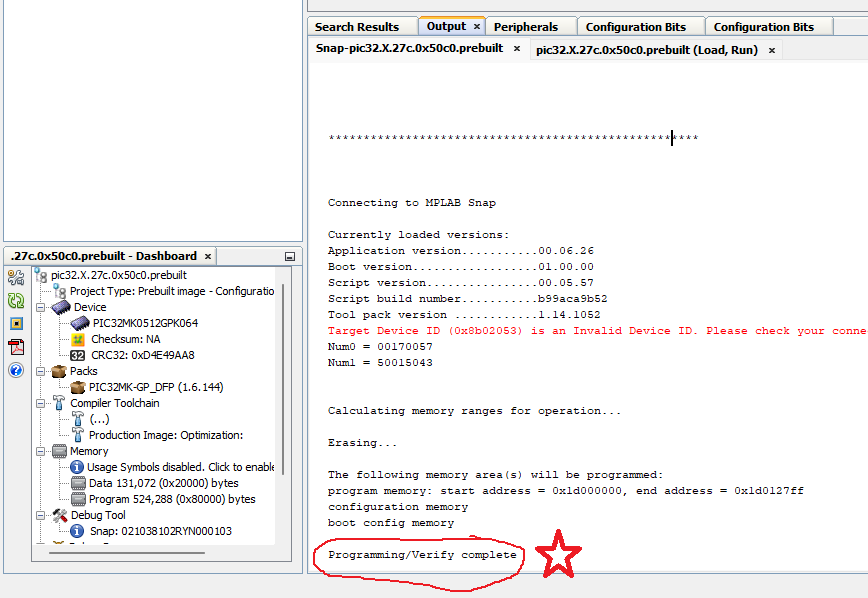 Search Results
Output ×
Peripherals
Configuration Bits
Configuration Bits
Snap-pic32.X.27c.0x50c0.prebuilt ×
pic32.X.27c.0x50c0.prebuilt (Load, Run) ×
*****************************************************
Connecting to MPLAB Snap
Currently loaded versions:
Application version...........00.06.26
Boot version..................01.00.00
Script version................00.05.57
Script build number...........b99aca9b52
Tool pack version ............1.14.1052
Target Device ID (0x8b02053) is an Invalid Device ID. Please check your conne
Num0 = 00170057
Num1 = 50015043
Calculating memory ranges for operation...
Erasing...
The following memory area(s) will be programmed:
program memory: start address = 0x1d000000, end address = 0x1d0127ff
configuration memory
boot config memory
Programming/Verify complete
.27c.0x50c0.prebuilt - Dashboard ×
pic32.X.27c.0x50c0.prebuilt
Project Type: Prebuilt image - Configuratio
Device
PIC32MK0512GPK064
Checksum: NA
32 CRC32: 0xD4E49AA8
Packs
PIC32MK-GP_DFP (1.6.144)
Compiler Toolchain
(...)
Production Image: Optimization:
Memory
Usage Symbols disabled. Click to enable
Data 131,072 (0x20000) bytes
Program 524,288 (0x80000) bytes
Debug Tool
Snap: 021038102RYN000103